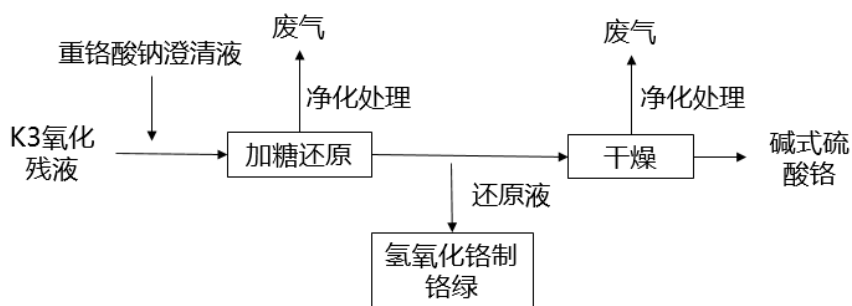 废气
废气
重铬酸钠澄清液
净化处理
净化处理
K3氧化
残液
加糖还原
干燥
碱式硫
酸铬
还原液
氢氧化铬制
铬绿